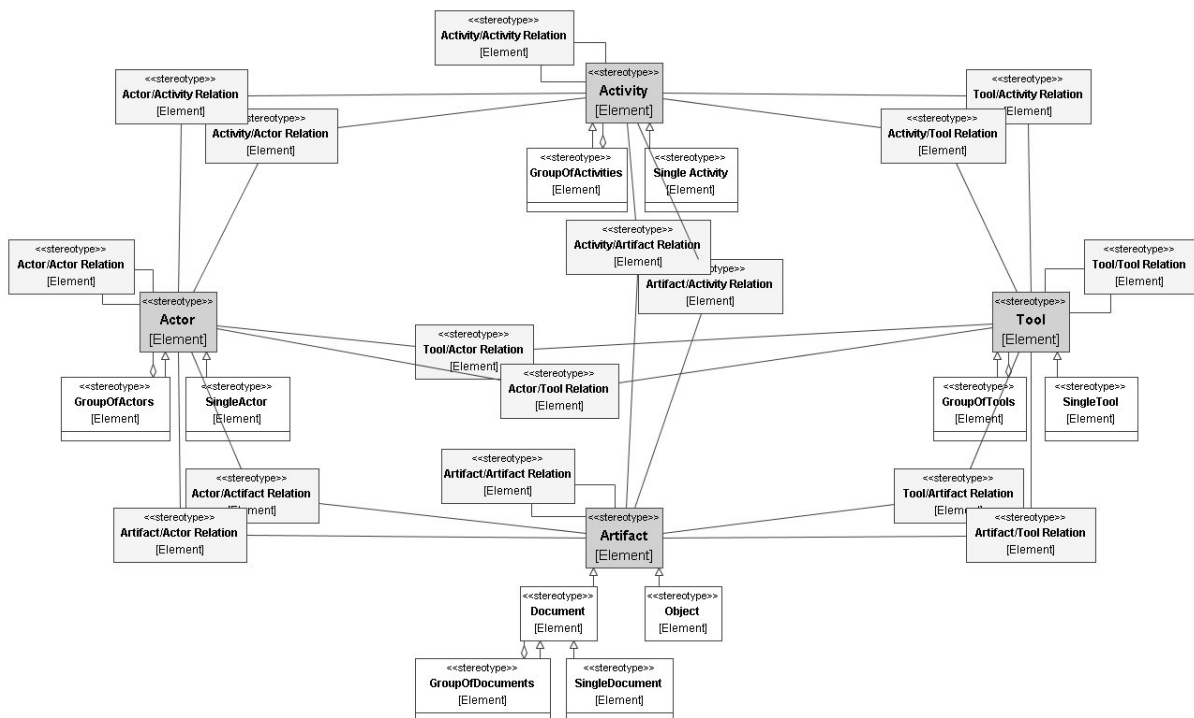 <<stereotype>>
Activity/Activity Relation
[Element]
<<stereotype>>
Activity
[Element]
<<stereotype>>
Actor/Activity Relation
[Element]
<<stereotype>>
Tool/Activity Relation
[Element]
<<stereotype>>
Activity/Actor Relation
[Element]
<<stereotype>>
Activity/Tool Relation
[Element]
<<stereotype>>
GroupOfActivities
[Element]
<<stereotype>>
Single Activity
[Element]
<<stereotype>>
Activity/Artifact Relation
[Element]
<<stereotype>>
Actor/Actor Relation
[Element]
<<stereotype>>
Tool/Tool Relation
[Element]
Artifact/Activity Relation
[Element]
<<stereotype>>
Actor
[Element]
<<stereotype>>
Tool
[Element]
<<stereotype>>
Tool/Actor Relation
[Element]
<<stereotype>>
Actor/Tool Relation
[Element]
<<stereotype>>
GroupOfActors
[Element]
<<stereotype>>
SingleActor
[Element]
<<stereotype>>
GroupOfTools
[Element]
<<stereotype>>
SingleTool
[Element]
<<stereotype>>
Artifact/Artifact Relation
[Element]
<<stereotype>>
Actor/Artifact Relation
[Element]
<<stereotype>>
Tool/Artifact Relation
[Element]
<<stereotype>>
Artifact/Actor Relation
[Element]
<<stereotype>>
Artifact
[Element]
<<stereotype>>
Artifact/Tool Relation
[Element]
<<stereotype>>
Document
[Element]
<<stereotype>>
Object
[Element]
<<stereotype>>
GroupOfDocuments
[Element]
<<stereotype>>
SingleDocument
[Element]